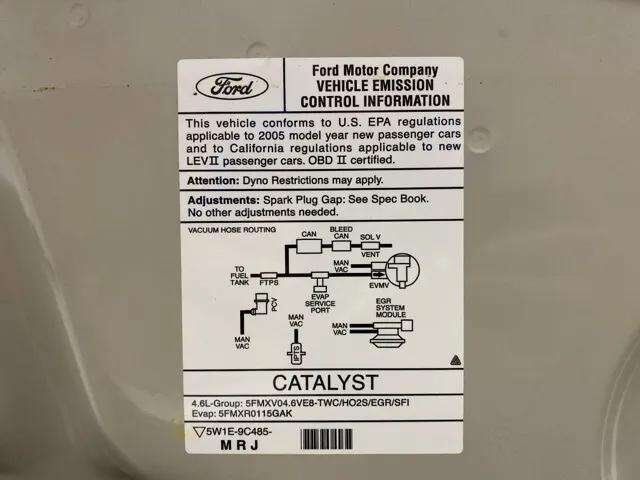 Ford
Ford Motor Company
VEHICLE EMISSION
CONTROL INFORMATION
This vehicle conforms to U.S. EPA regulations
applicable to 2005 model year new passenger cars
and to California regulations applicable to new
LEVII passenger cars. OBD II certified.
Attention: Dyno Restrictions may apply.
Adjustments: Spark Plug Gap: See Spec Book.
No other adjustments needed.
VACUUM HOSE ROUTING
CAN
BLEED
CAN
SOL V
VENT
MAN
VAC
TO
FUEL
TANK
FTPS
EVMV
EVAP
SERVICE
PORT
PCV
MAN
VAC
MAN
VAC
PTS
MAN
VAC
EGR
SYSTEM
MODULE
CATALYST
4.6L-Group: 5FMXV04.6VE8-TWC/HO2S/EGR/SFI
Evap: 5FMXR0115GAK
5W1E-9C485-
MRJ